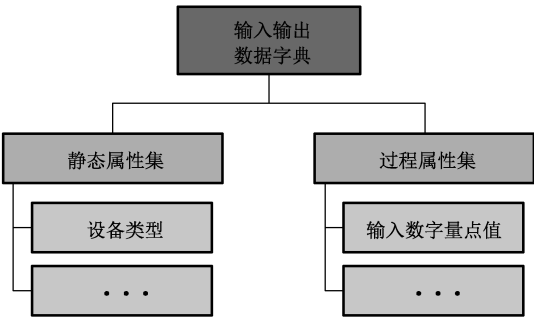 输入输出
数据字典
静态属性集
过程属性集
设备类型
输入数字量点值
• • •
• • •